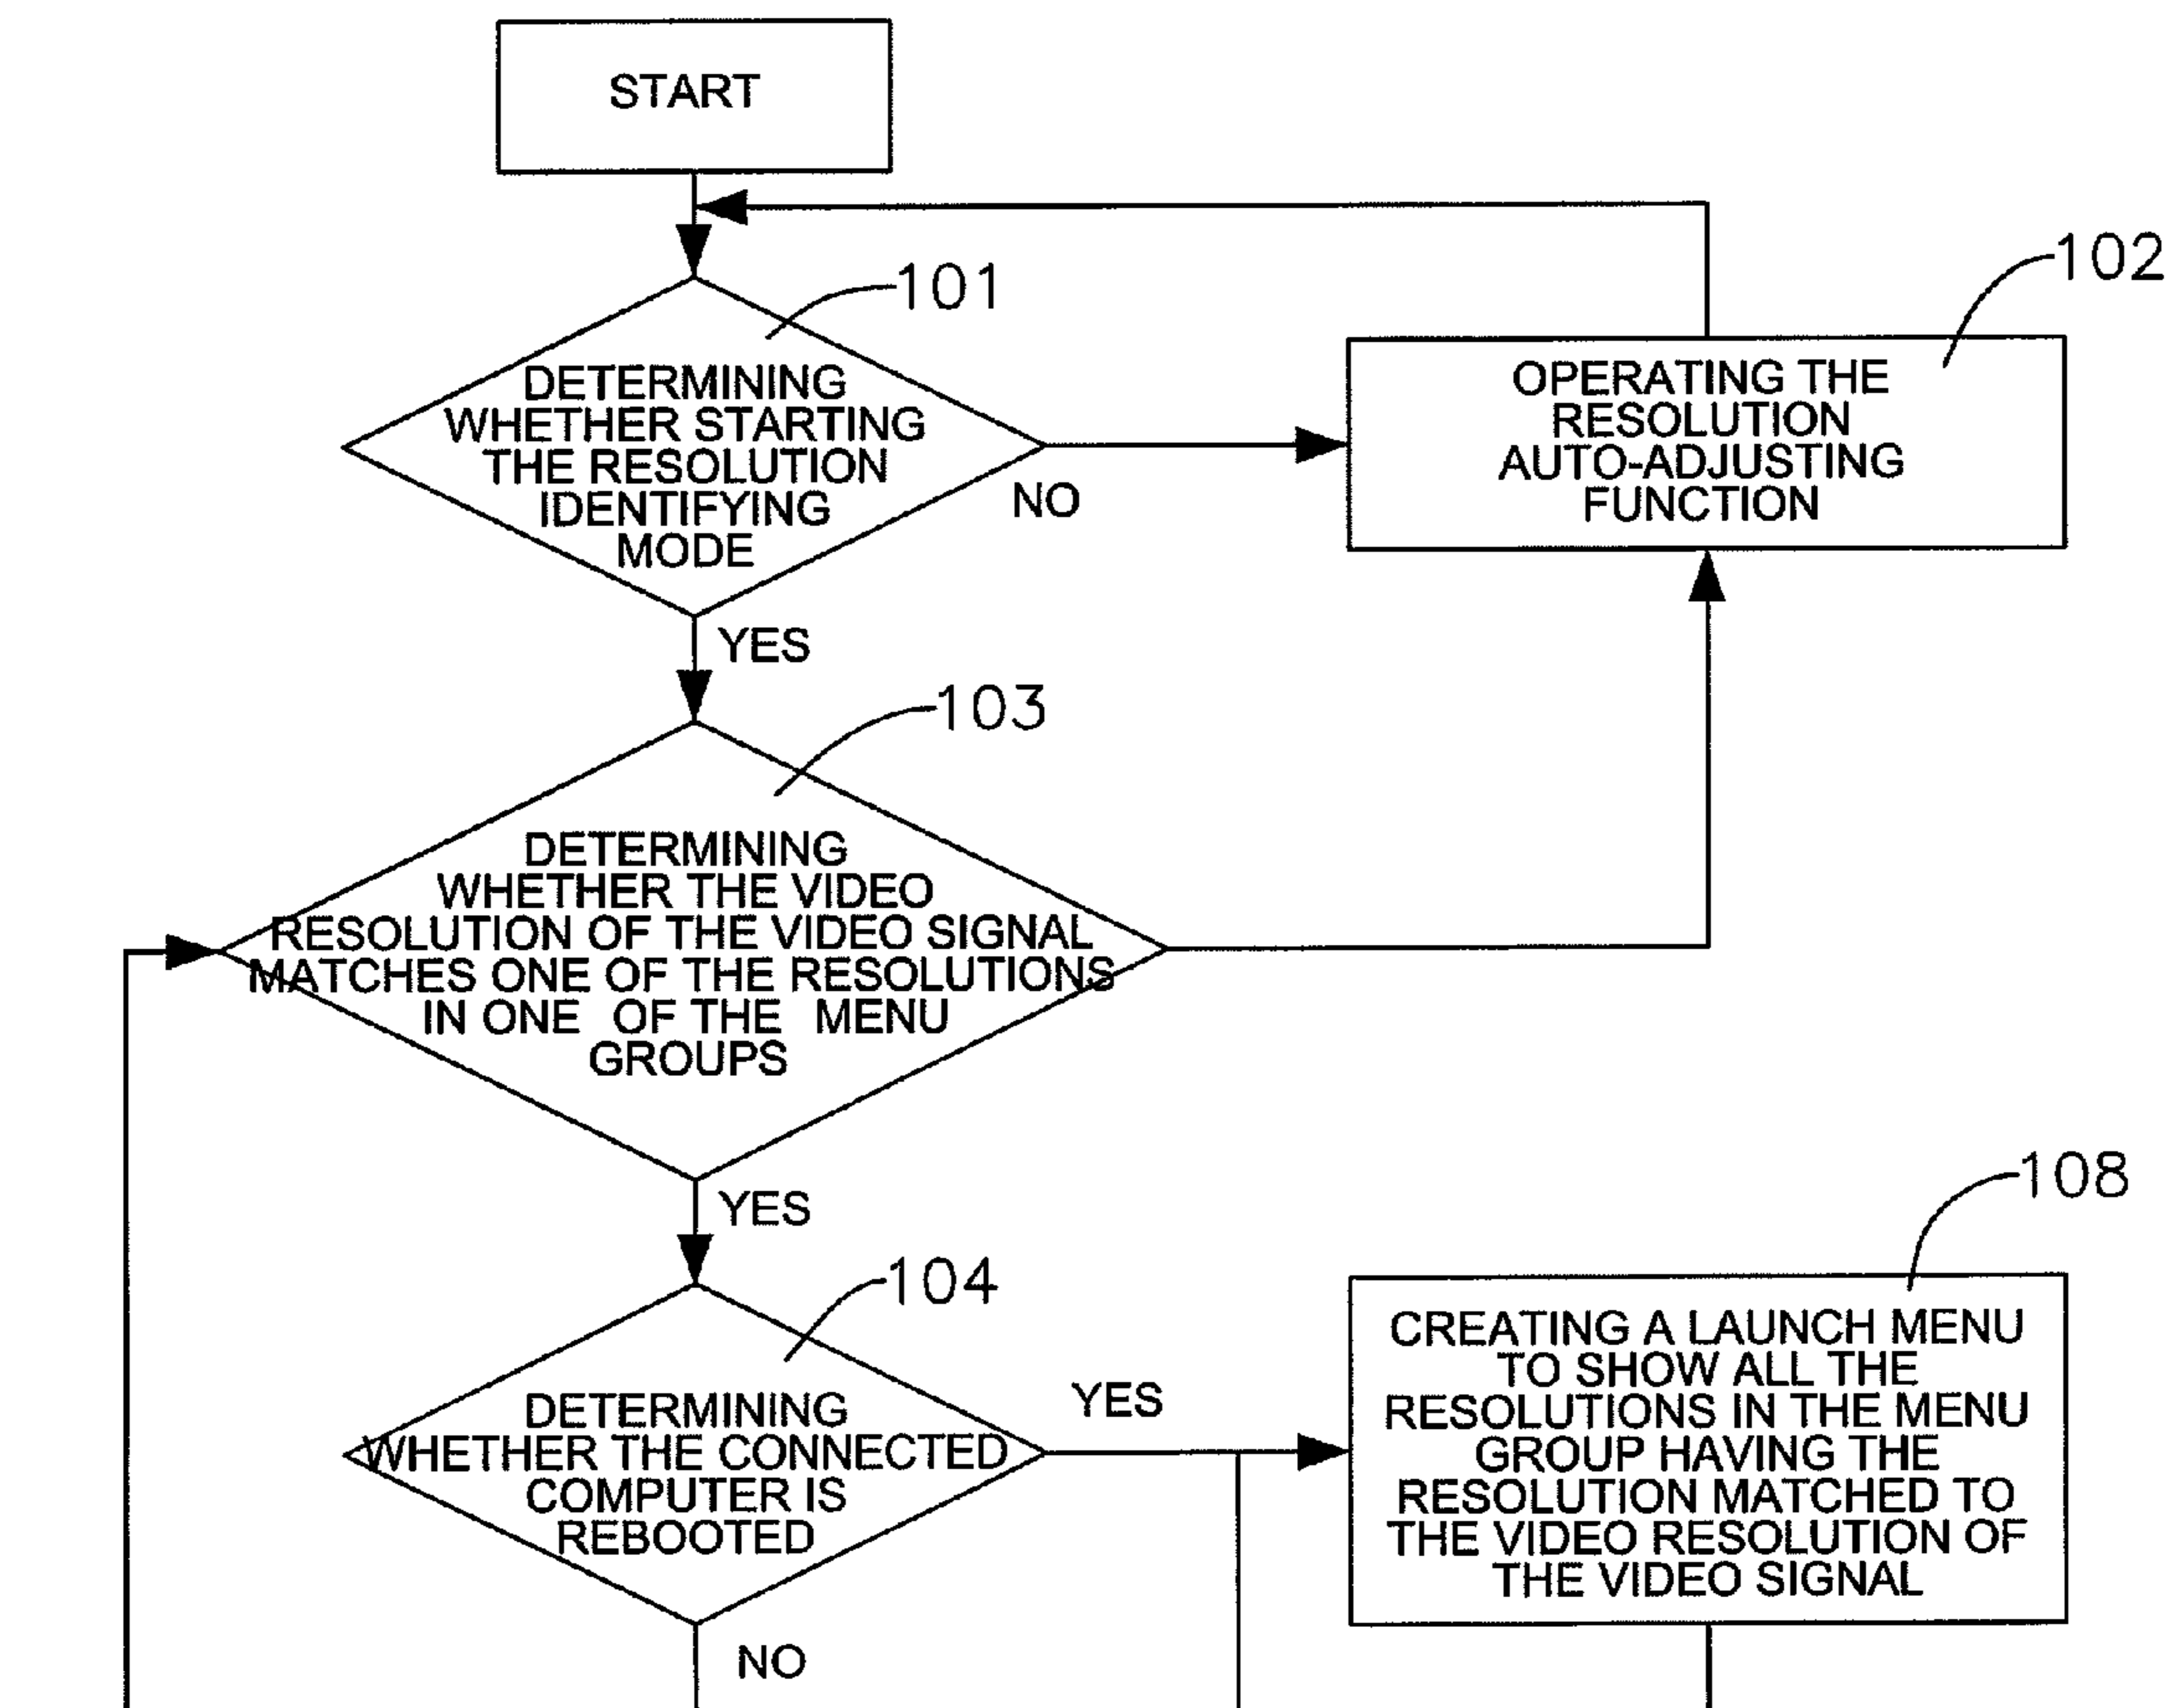 START
101
DETERMINING
WHETHER STARTING
THE RESOLUTION
IDENTIFYING
MODE
NO
102
OPERATING THE
RESOLUTION
AUTO-ADJUSTING
FUNCTION
YES
103
DETERMINING
WHETHER THE VIDEO
RESOLUTION OF THE VIDEO SIGNAL
MATCHES ONE OF THE RESOLUTIONS
IN ONE OF THE MENU
GROUPS
YES
104
DETERMINING
WHETHER THE CONNECTED
COMPUTER IS
REBOOTED
YES
108
CREATING A LAUNCH MENU
TO SHOW ALL THE
RESOLUTIONS IN THE MENU
GROUP HAVING THE
RESOLUTION MATCHED TO
THE VIDEO RESOLUTION OF
THE VIDEO SIGNAL
NO